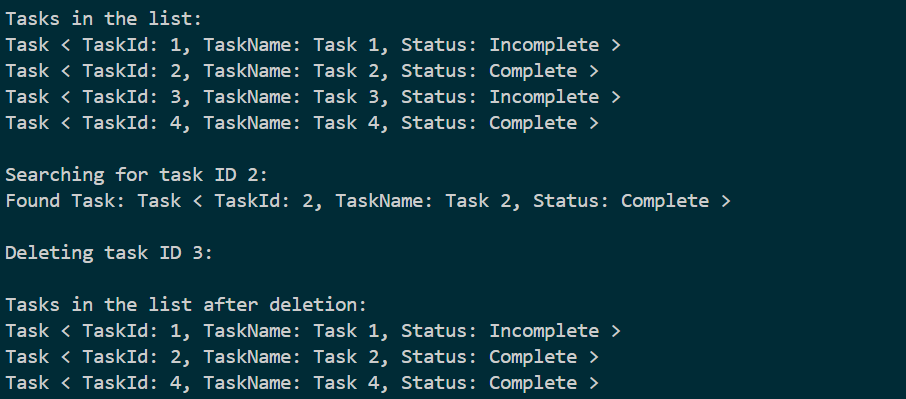 Tasks in the list:
Task < TaskId: 1, TaskName: Task 1, Status: Incomplete >
Task < TaskId: 2, TaskName: Task 2, Status: Complete >
Task < TaskId: 3, TaskName: Task 3, Status: Incomplete >
Task < TaskId: 4, TaskName: Task 4, Status: Complete >
Searching for task ID 2:
Found Task: Task < TaskId: 2, TaskName: Task 2, Status: Complete >
Deleting task ID 3:
Tasks in the list after deletion:
Task < TaskId: 1, TaskName: Task 1, Status: Incomplete >
Task < TaskId: 2, TaskName: Task 2, Status: Complete >
Task < TaskId: 4, TaskName: Task 4, Status: Complete >